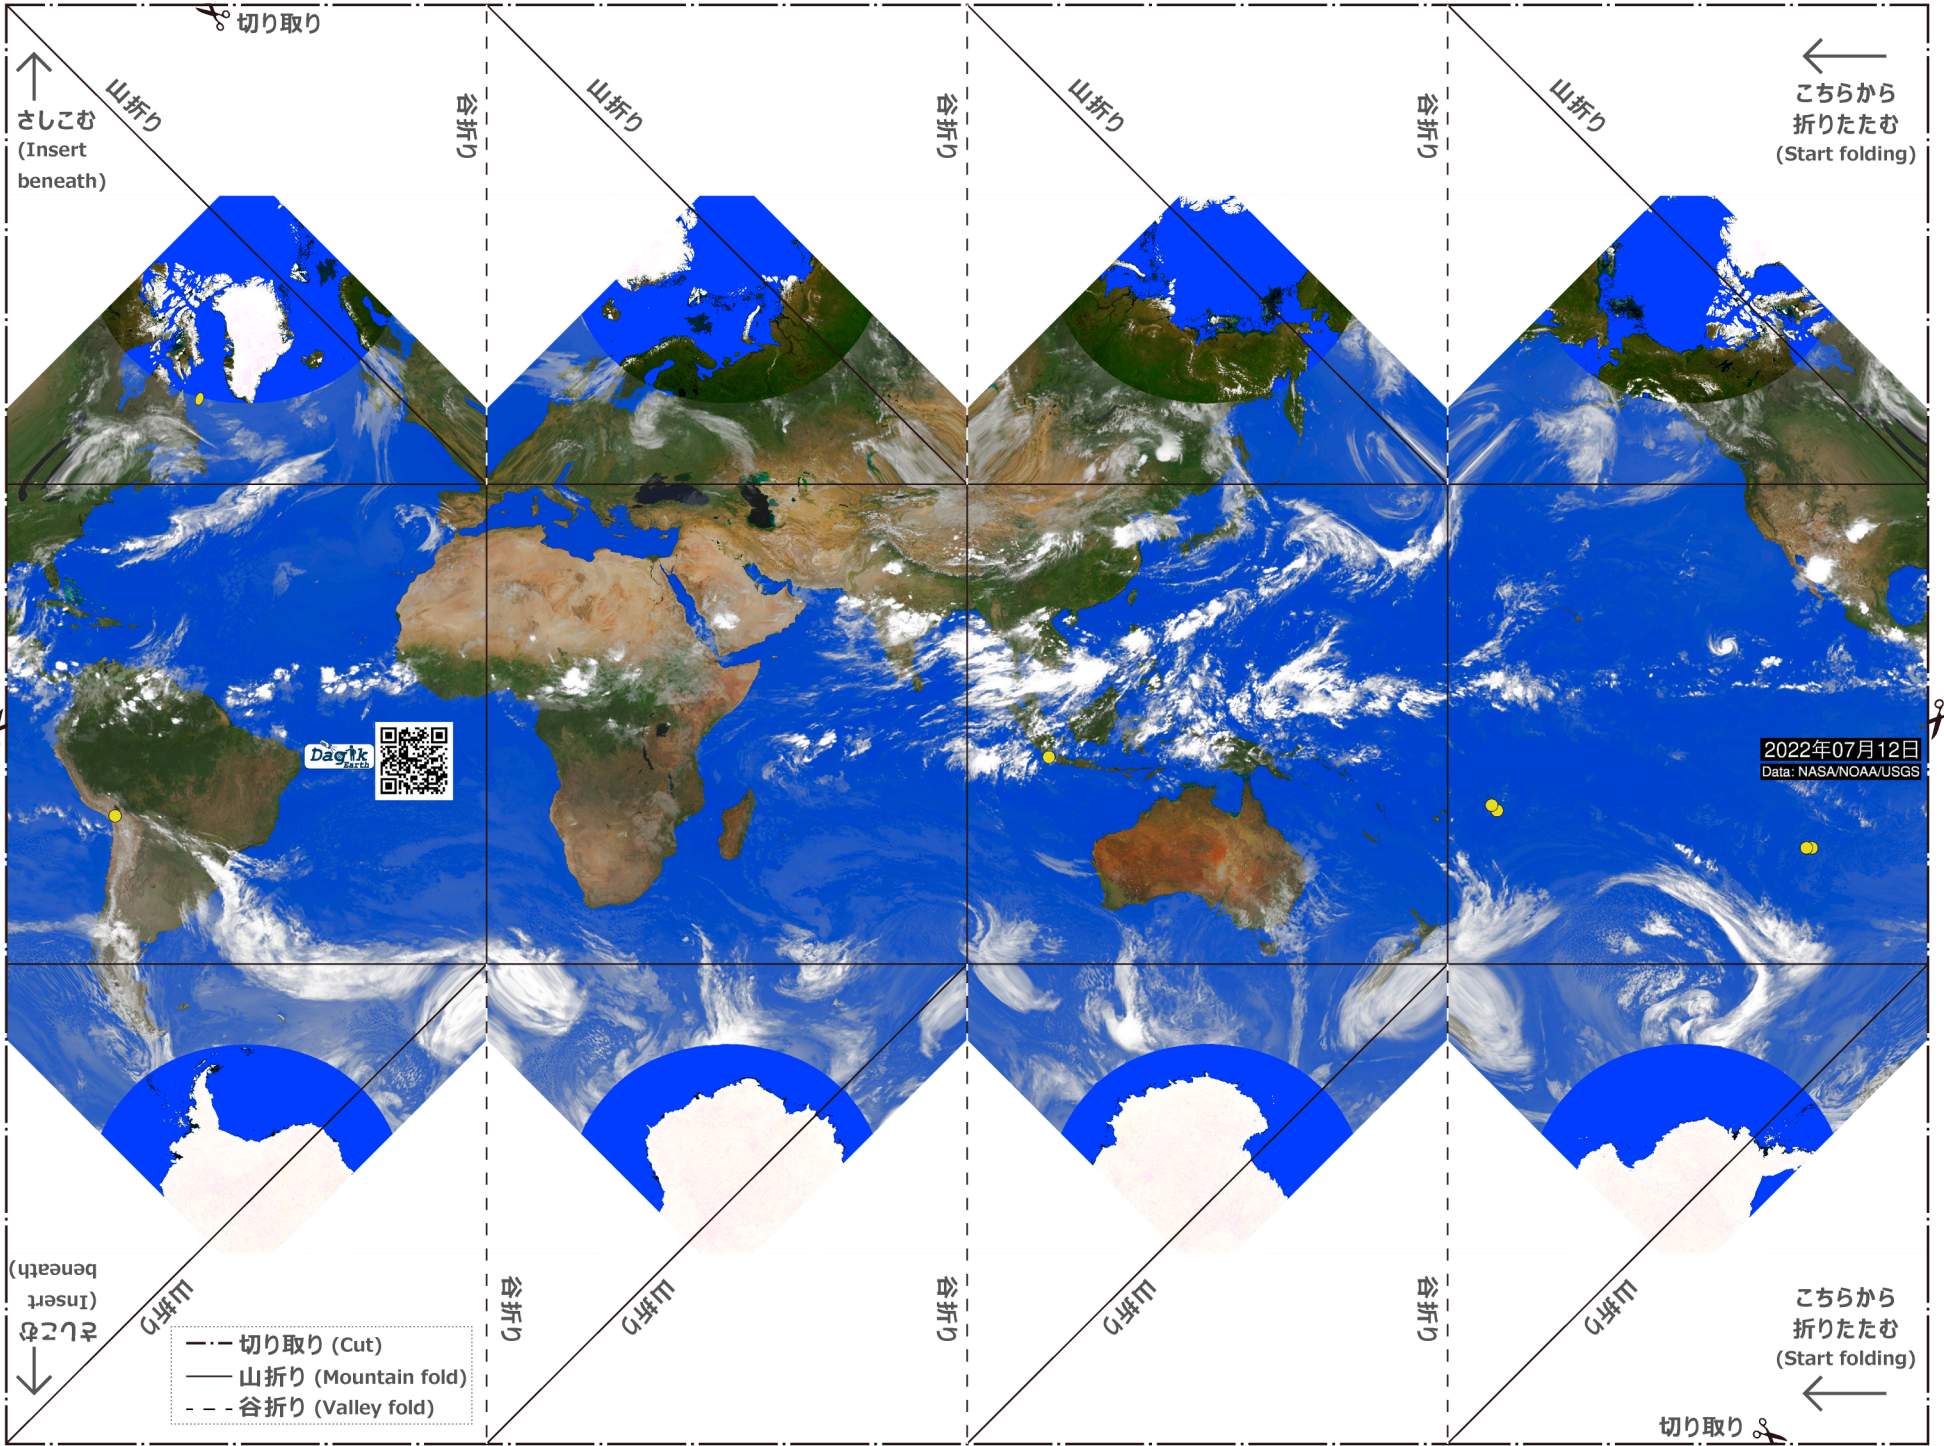 切り取り
さしこむ
(Insert
beneath)
山折り
谷折り
山折り
谷折り
山折り
谷折り
山折り
こちらから
折りたたむ
(Start folding)
Dagik
Earth
2022年07月12日
Data: NASA/NOAA/USGS
さしこむ
(Insert
beneath)
山折り
谷折り
山折り
谷折り
山折り
谷折り
山折り
こちらから
折りたたむ
(Start folding)
切り取り (Cut)
山折り (Mountain fold)
谷折り (Valley fold)
切り取り